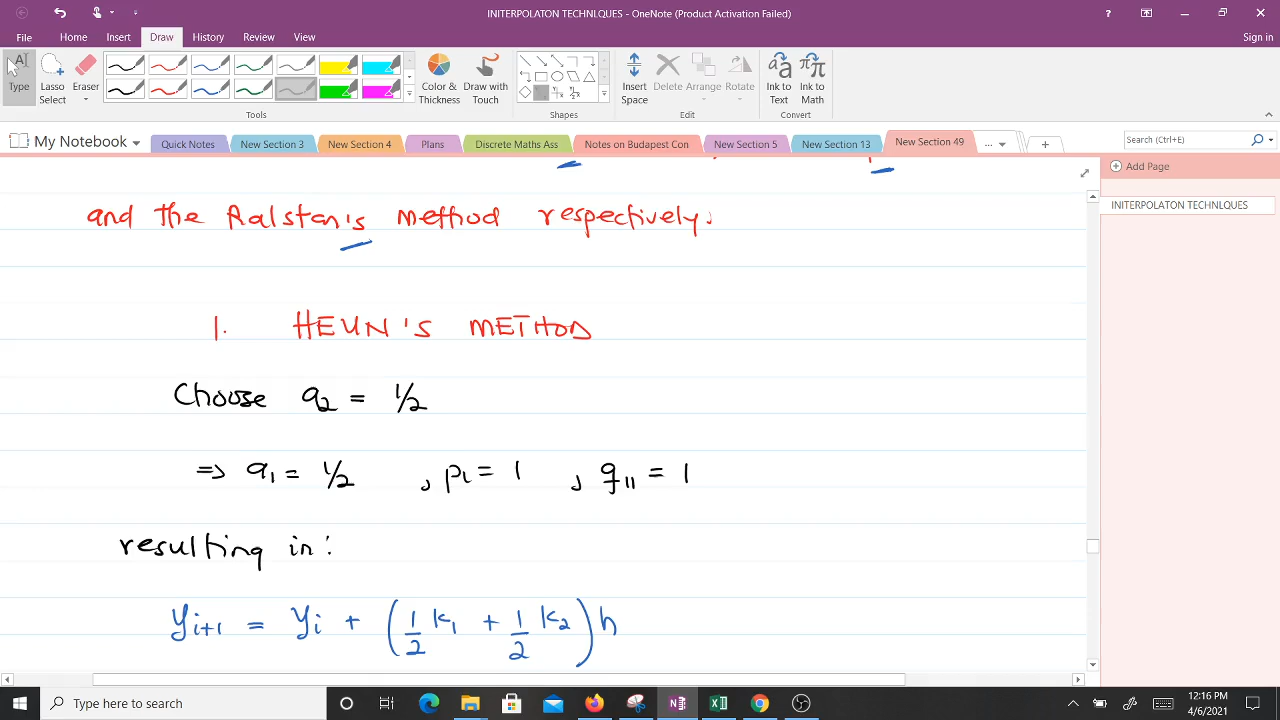 INITERPOLATON TECHNLQUES - OneNote (Product Activation Failed)
File Home Insert Draw History Review View Sign in
Type Lasso Select Eraser Color & Thickness Draw with Touch Insert Space Delete Arrange Rotate Ink to Text Ink to Math
Tools Shapes Edit Convert
My Notebook Quick Notes New Section 3 New Section 4 Plans Discrete Maths Ass Notes on Budapest Con New Section 5 New Section 13 New Section 49 ... Search (Ctrl+E)
Add Page
INTERPOLATON TECHNLQUES
and the Ralstan's method respectively.
1. HEUN'S METHOD
Choose a2 = 1/2
=> a1 = 1/2 , p1 = 1 , q11 = 1
resulting in:
yi+1 = yi + (1/2 k1 + 1/2 k2) h
Type here to search
12:16 PM
4/6/2021